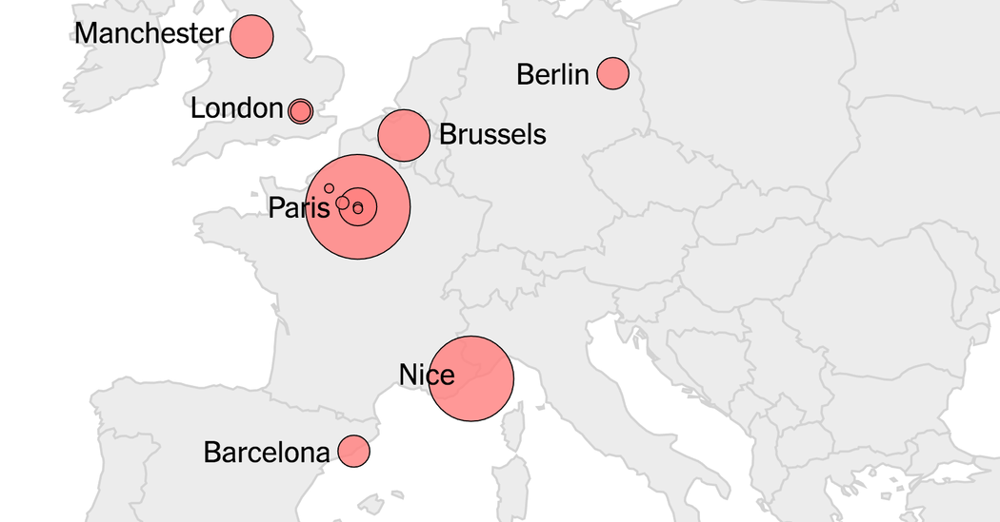 Manchester
Berlin
London
Brussels
Paris
Nice
Barcelona